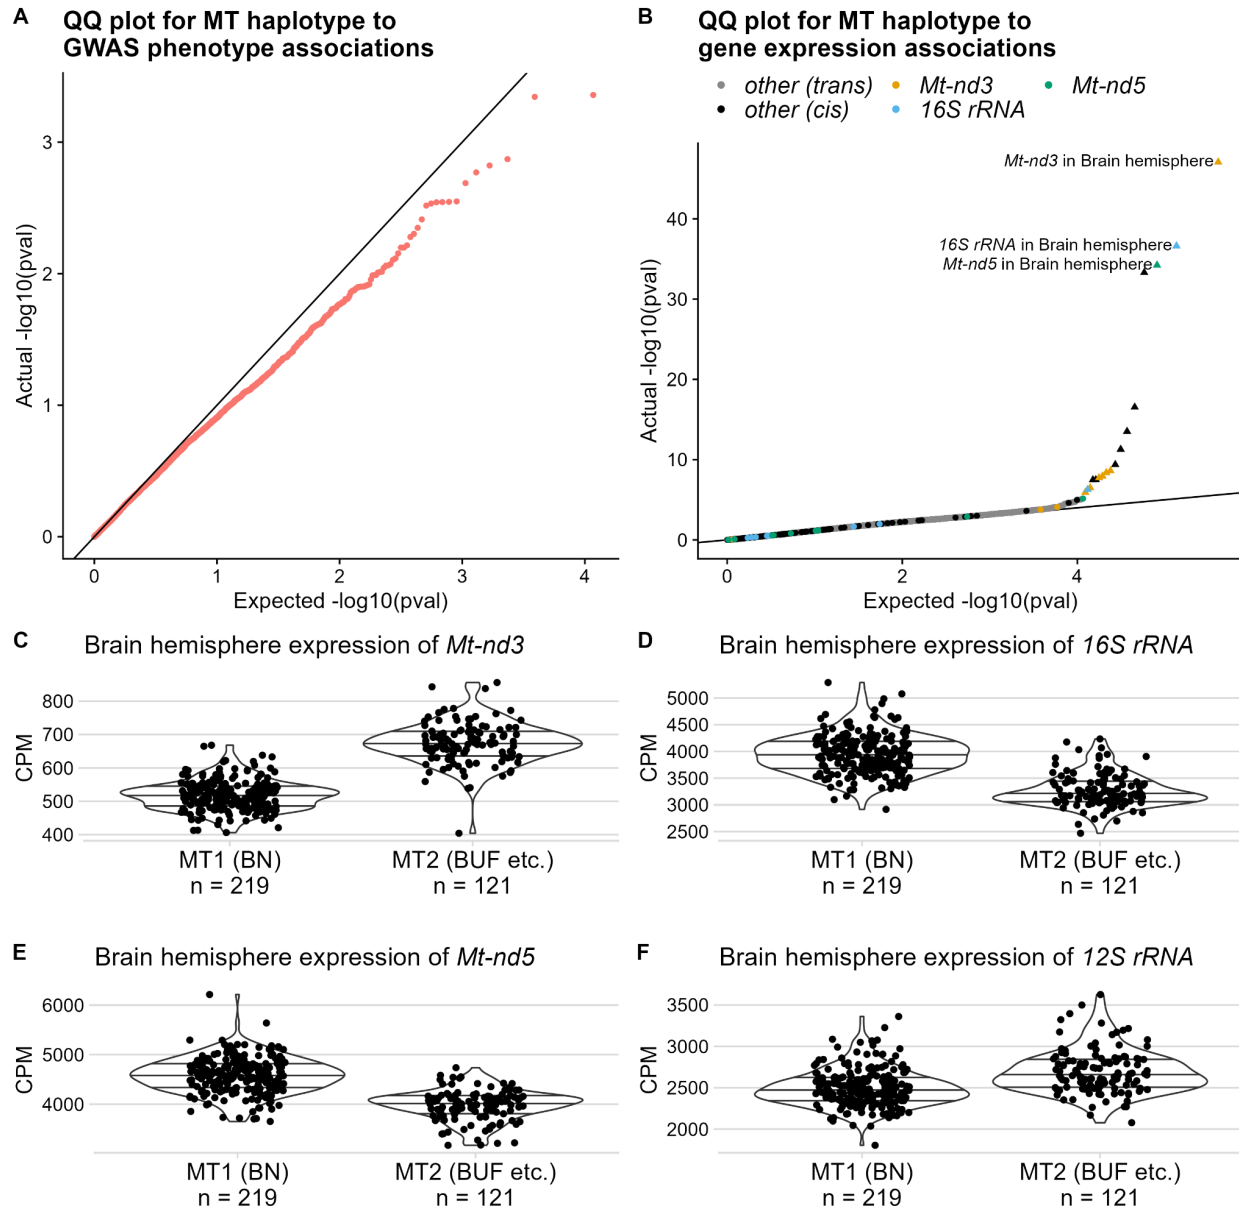 A
QQ plot for MT haplotype to
GWAS phenotype associations
Actual -log10(pval)
3
2
1
0
0 1 2 3 4
Expected -log10(pval)
B
QQ plot for MT haplotype to
gene expression associations
other (trans) Mt-nd3 Mt-nd5
other (cis) 16S rRNA
Mt-nd3 in Brain hemisphere
16S rRNA in Brain hemisphere
Mt-nd5 in Brain hemisphere
Actual -log10(pval)
40
30
20
10
0
0 2 4
Expected -log10(pval)
C
Brain hemisphere expression of Mt-nd3
CPM
800
700
600
500
400
MT1 (BN) MT2 (BUF etc.)
n = 219 n = 121
D
Brain hemisphere expression of 16S rRNA
CPM
5000
4500
4000
3500
3000
2500
MT1 (BN) MT2 (BUF etc.)
n = 219 n = 121
E
Brain hemisphere expression of Mt-nd5
CPM
6000
5000
4000
MT1 (BN) MT2 (BUF etc.)
n = 219 n = 121
F
Brain hemisphere expression of 12S rRNA
CPM
3500
3000
2500
2000
MT1 (BN) MT2 (BUF etc.)
n = 219 n = 121